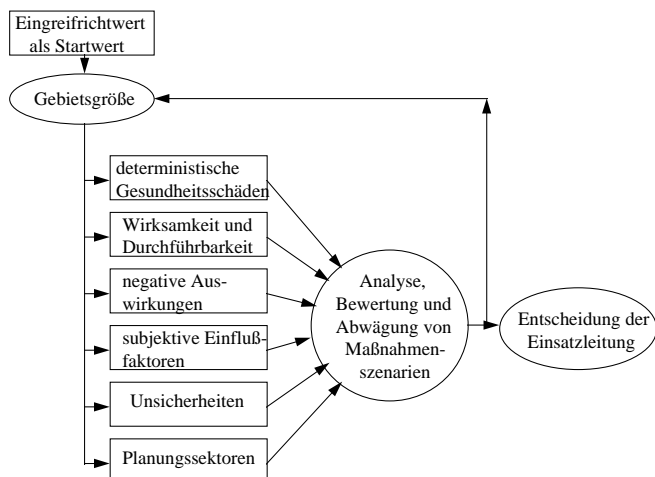 Eingreifrichtwert
als Startwert
Gebietsgröße
deterministische
Gesundheitsschäden
Wirksamkeit und
Durchführbarkeit
negative Aus-
wirkungen
subjektive Einfluß-
faktoren
Unsicherheiten
Planungssektoren
Analyse,
Bewertung und
Abwägung von
Maßnahmen-
szenarien
Entscheidung der
Einsatzleitung